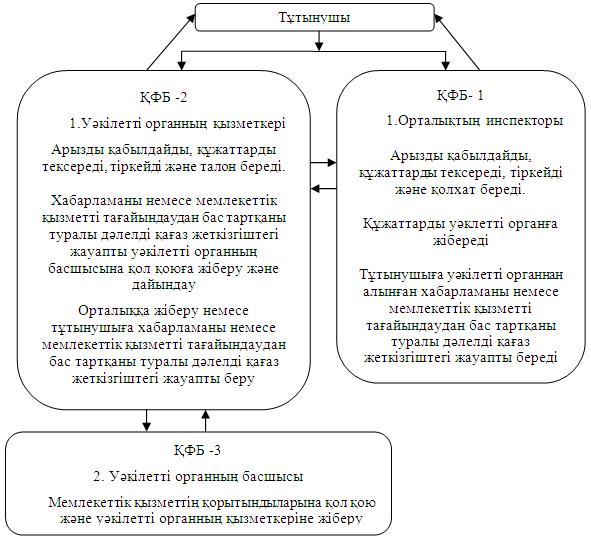 Тұтынушы
ҚФБ -2
1.Уәкілетті органның қызметкері
Арызды қабылдайды, құжаттарды
тексереді, тіркейді және талон береді.
Хабарламаны немесе мемлекеттік
қызметті тағайындаудан бас тартқаны
туралы дәлелді қағаз жеткізгіштегі
жауапты уәкілетті органның
басшысына қол қоюға жіберу және
дайындау
Орталыққа жіберу немесе
тұтынушыға хабарламаны немесе
мемлекеттік қызметті тағайындаудан
бас тартқаны туралы дәлелді қағаз
жеткізгіштегі жауапты беру
ҚФБ- 1
1.Орталықтың инспекторы
Арызды қабылдайды,
құжаттарды тексереді, тіркейді
және қолхат береді.
Құжаттарды уәклетті органға
жібереді
Тұтынушыға уәкілетті органнан
алынған хабарламаны немесе
мемлекеттік қызметті
тағайындаудан бас тартқаны
туралы дәлелді қағаз
жеткізгіштегі жауапты береді
ҚФБ -3
2. Уәкілетті органның басшысы
Мемлекеттік қызметтің қорытындыларына қол қою
және уәкілетті органның қызметкеріне жіберу